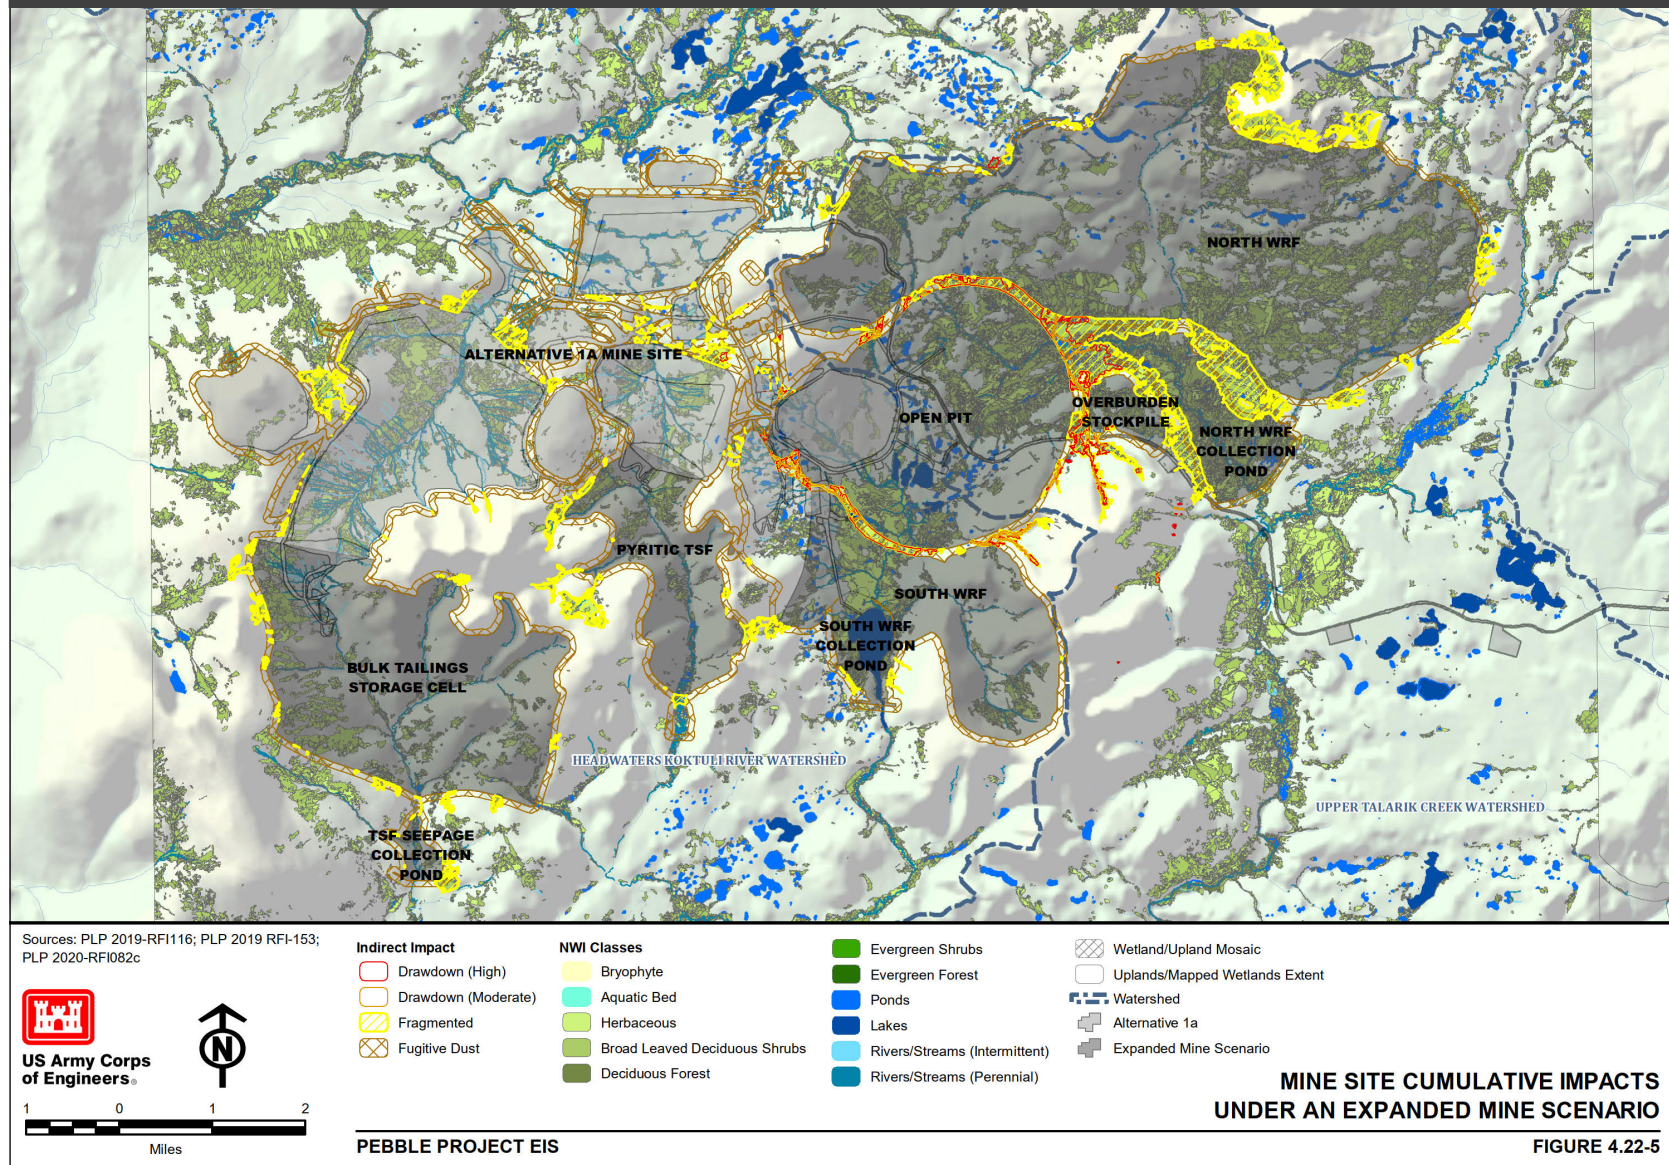 NORTH WRF
ALTERNATIVE 1A MINE SITE
OPEN PIT
OVERBURDEN
STOCKPILE
NORTH WRF
COLLECTION
POND
PYRITIC TSF
SOUTH WRF
SOUTH WRF
COLLECTION
POND
BULK TAILINGS
STORAGE CELL
HEADWATERS KOKTULI RIVER WATERSHED
UPPER TALARIK CREEK WATERSHED
TSF SEEPAGE
COLLECTION
POND
Sources: PLP 2019-RFI116; PLP 2019 RFI-153;
PLP 2020-RFI082c
US Army Corps
of Engineers®
N
1 0 1 2
Miles
Indirect Impact
Drawdown (High)
Drawdown (Moderate)
Fragmented
Fugitive Dust
NWI Classes
Bryophyte
Aquatic Bed
Herbaceous
Broad Leaved Deciduous Shrubs
Deciduous Forest
Evergreen Shrubs
Evergreen Forest
Ponds
Lakes
Rivers/Streams (Intermittent)
Rivers/Streams (Perennial)
Wetland/Upland Mosaic
Uplands/Mapped Wetlands Extent
Watershed
Alternative 1a
Expanded Mine Scenario
MINE SITE CUMULATIVE IMPACTS
UNDER AN EXPANDED MINE SCENARIO
PEBBLE PROJECT EIS
FIGURE 4.22-5